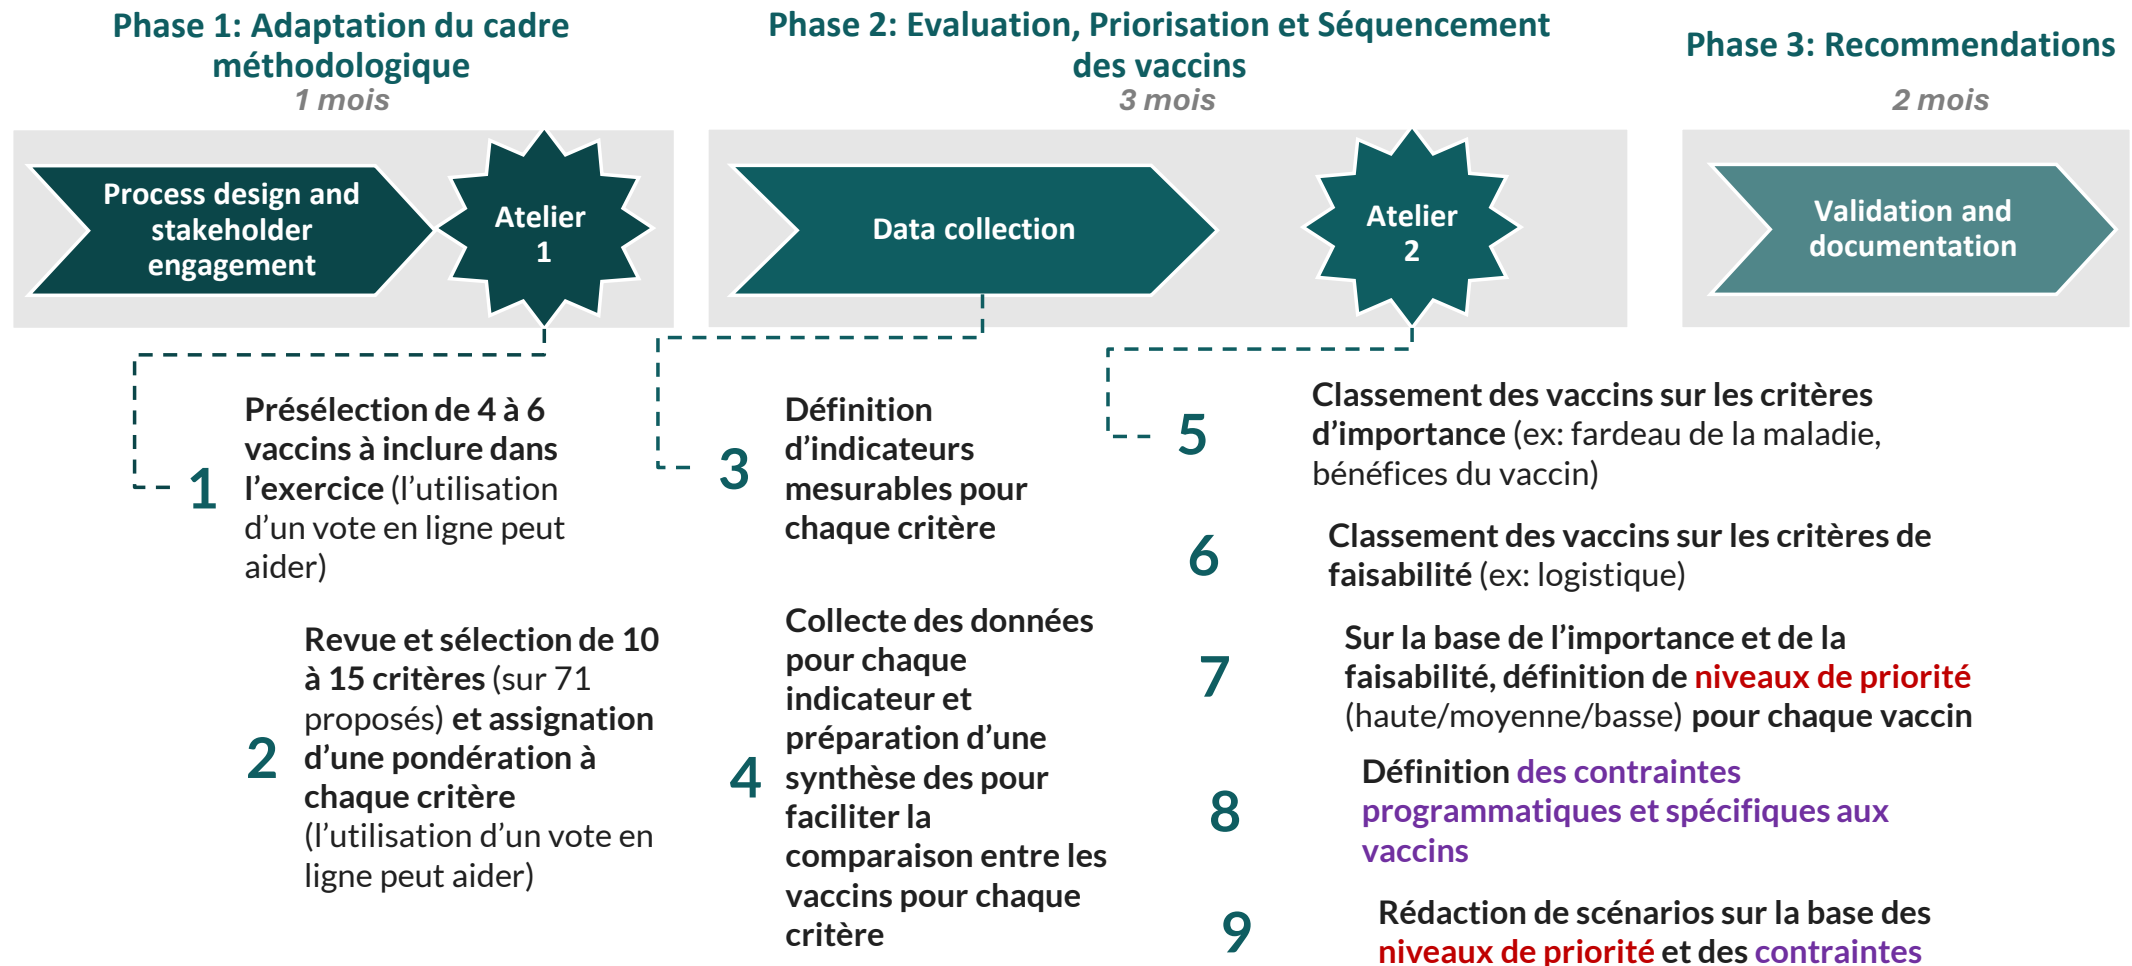 Phase 1: Adaptation du cadre
méthodologique
1 mois
Process design and
stakeholder
engagement
Atelier
1
1
Présélection de 4 à 6
vaccins à inclure dans
l’exercice (l’utilisation
d’un vote en ligne peut
aider)
2
Revue et sélection de 10
à 15 critères (sur 71
proposés) et assignation
d’une pondération à
chaque critère
(l’utilisation d’un vote en
ligne peut aider)
Phase 2: Evaluation, Priorisation et Séquencement
des vaccins
3 mois
Data collection
Atelier
2
3
Définition
d’indicateurs
mesurables pour
chaque critère
4
Collecte des données
pour chaque
indicateur et
préparation d’une
synthèse des pour
faciliter la
comparaison entre les
vaccins pour chaque
critère
5
Classement des vaccins sur les critères
d’importance (ex: fardeau de la maladie,
bénéfices du vaccin)
6
Classement des vaccins sur les critères de
faisabilité (ex: logistique)
7
Sur la base de l’importance et de la
faisabilité, définition de niveaux de priorité
(haute/moyenne/basse) pour chaque vaccin
8
Définition des contraintes
programmatiques et spécifiques aux
vaccins
9
Rédaction de scénarios sur la base des
niveaux de priorité et des contraintes
Phase 3: Recommendations
2 mois
Validation and
documentation